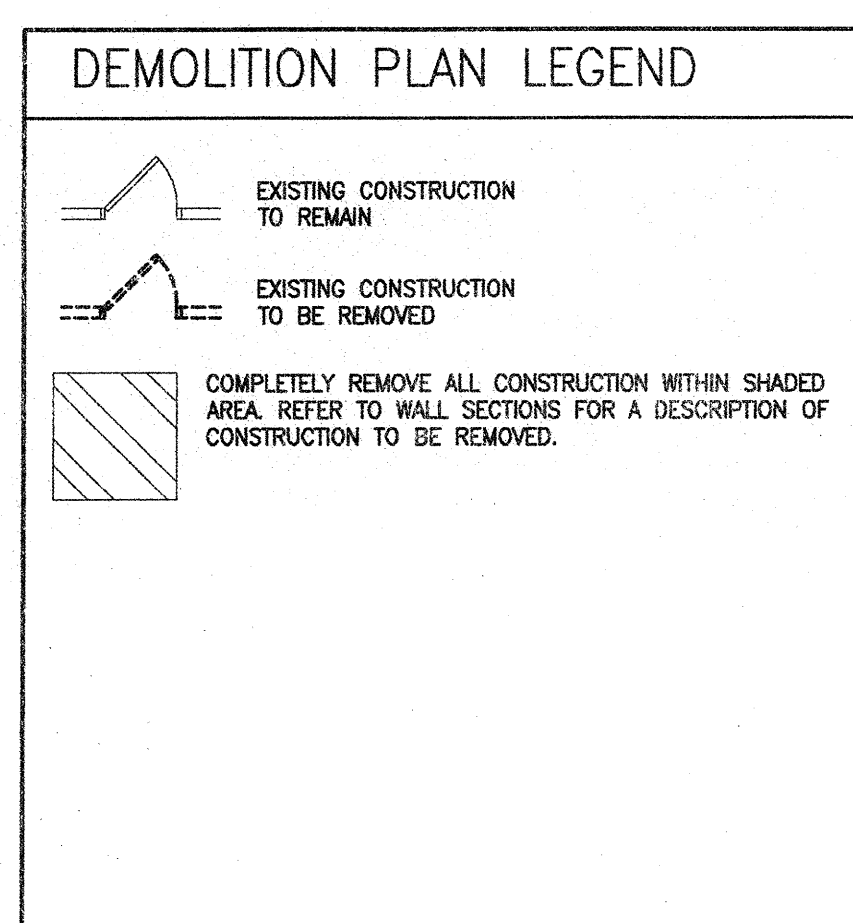 DEMOLITION PLAN LEGEND
EXISTING CONSTRUCTION
TO REMAIN
EXISTING CONSTRUCTION
TO BE REMOVED
COMPLETELY REMOVE ALL CONSTRUCTION WITHIN SHADED
AREA. REFER TO WALL SECTIONS FOR A DESCRIPTION OF
CONSTRUCTION TO BE REMOVED.